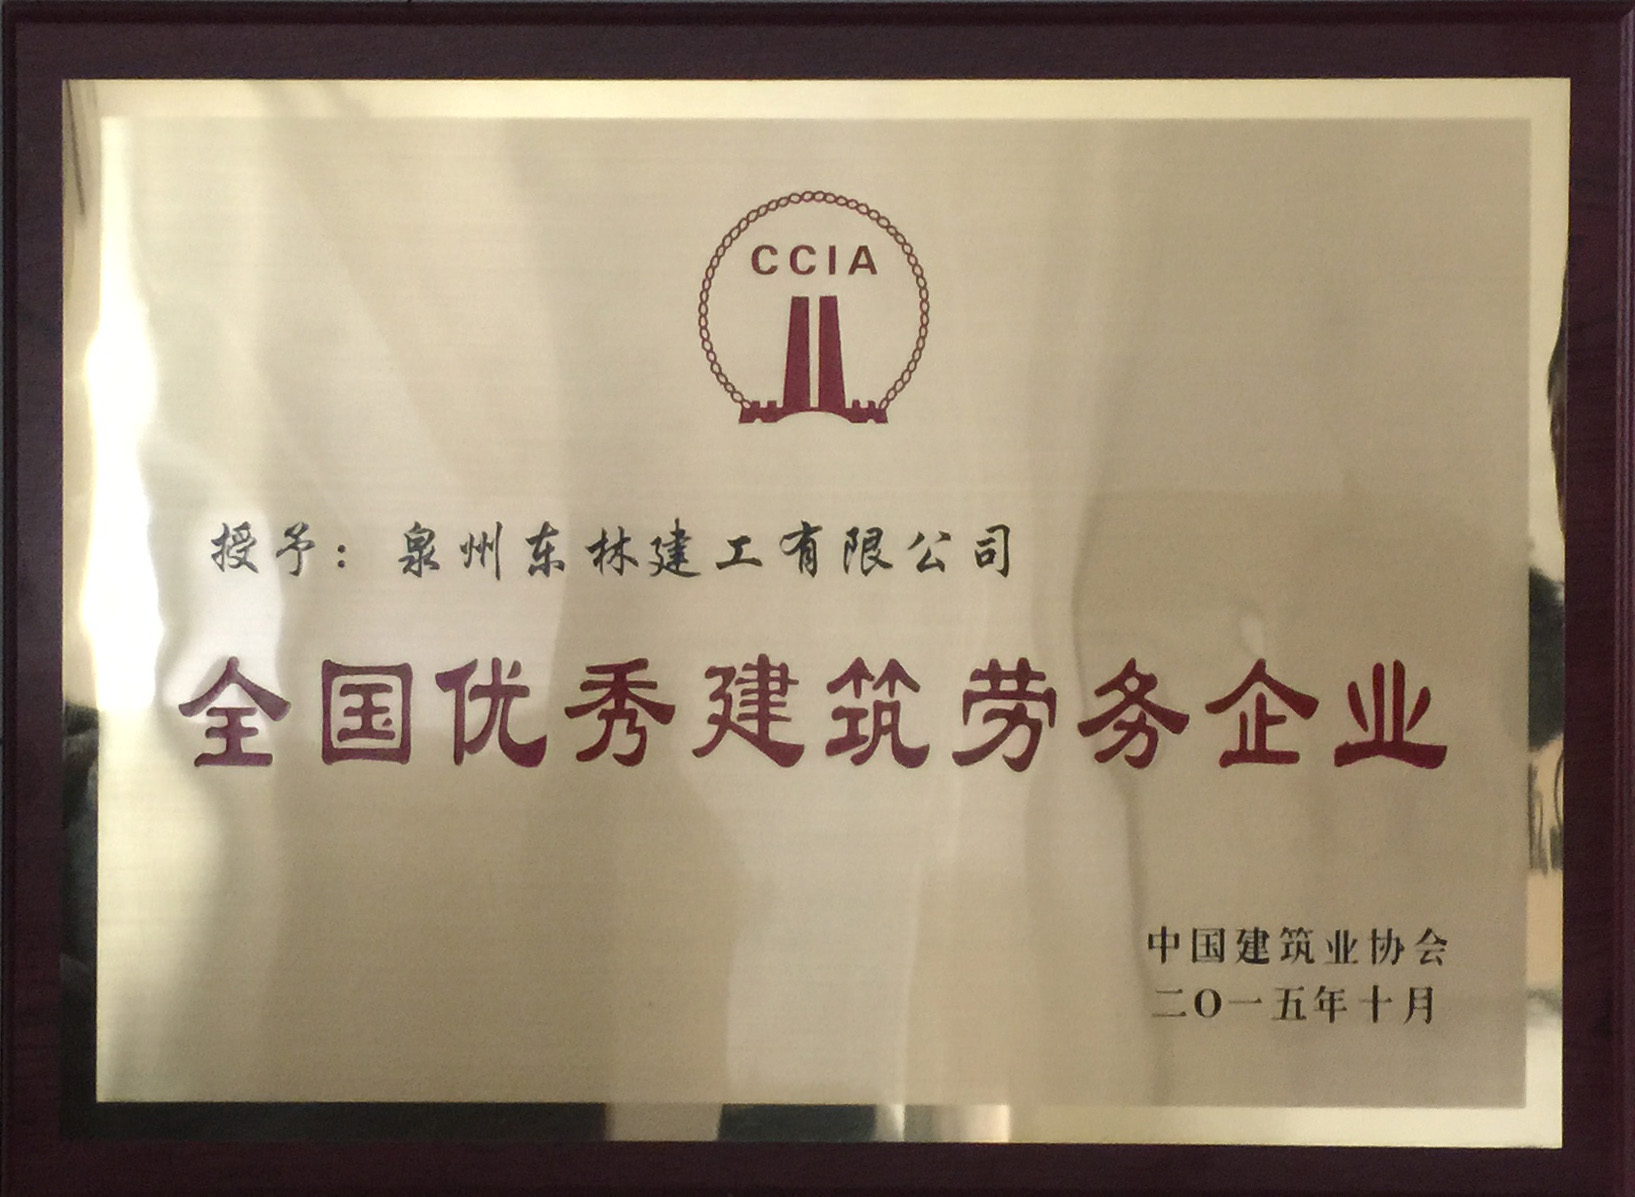 CCIA
授予：泉州东林建工有限公司
全国优秀建筑劳务企业
中国建筑业协会
二〇一五年十月